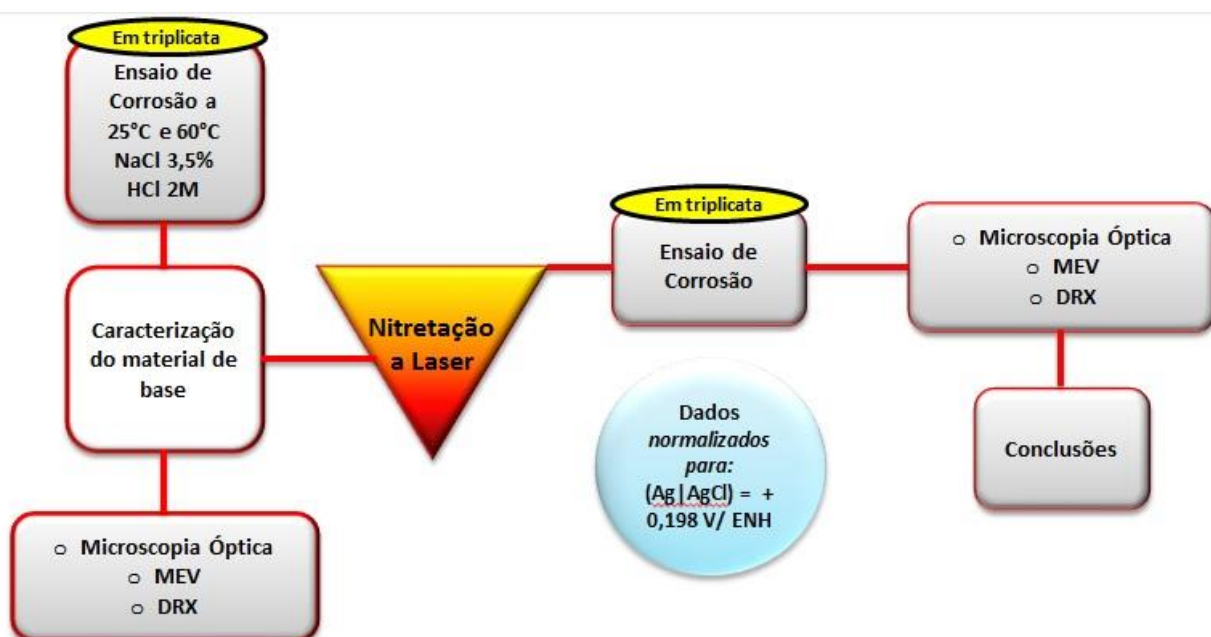 Em triplicata
Ensaio de
Corrosão a
25°C e 60°C
NaCl 3,5%
HCl 2M
Caracterização
do material de
base
o Microscopia Óptica
o MEV
o DRX
Nitretação
a Laser
Em triplicata
Ensaio de
Corrosão
Dados
normalizados
para:
(Ag|AgCl) = +
0,198 V/ ENH
o Microscopia Óptica
o MEV
o DRX
Conclusões